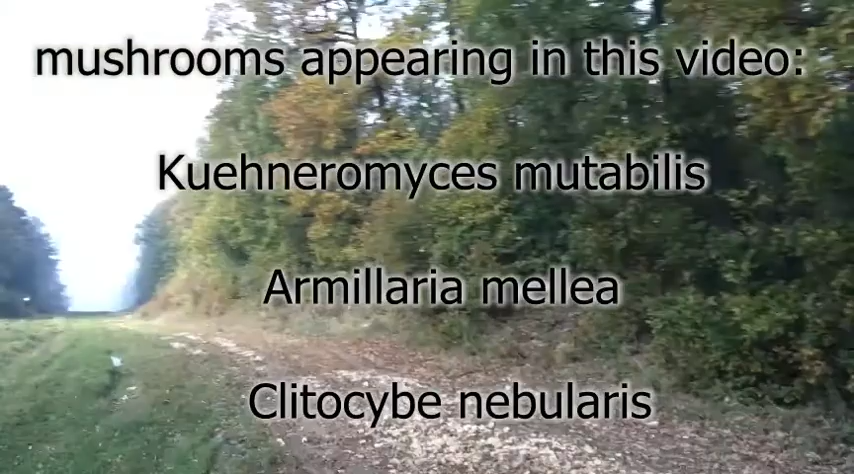 mushrooms appearing in this video:
Kuehneromyces mutabilis
Armillaria mellea
Clitocybe nebularis